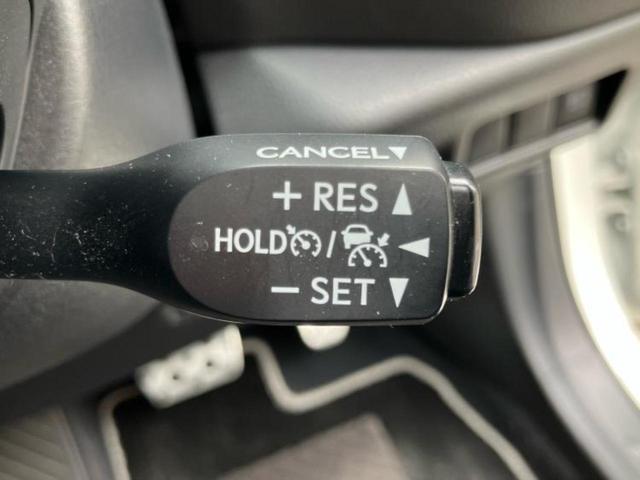 CANCEL▼
+ RES ▲
HOLD / ◀
− SET ▼